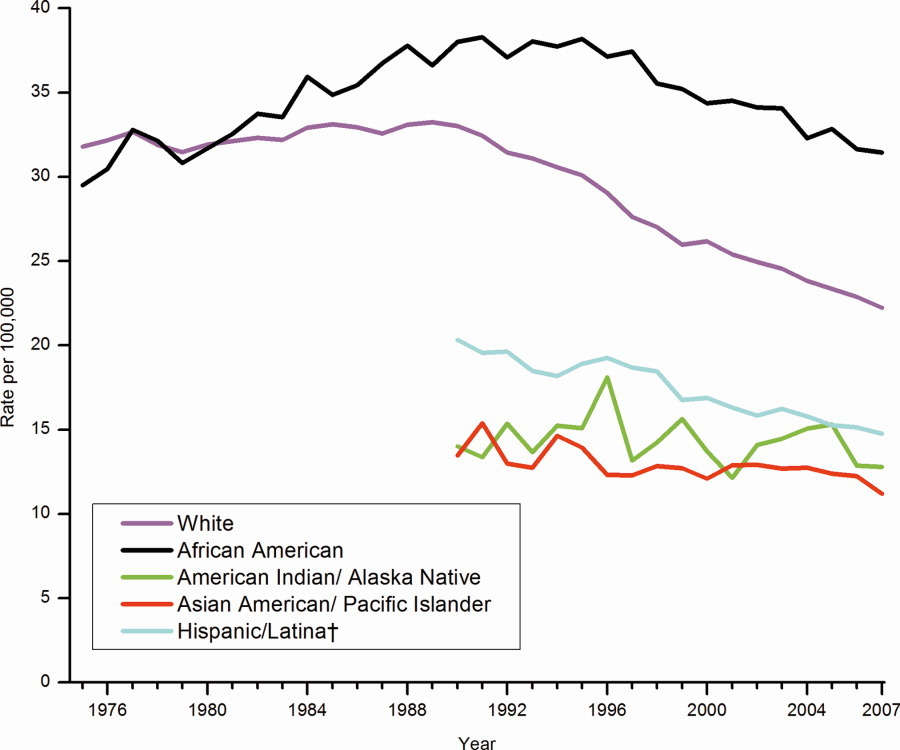 40
35
30
25
20
15
10
5
0
Rate per 100,000
White
African American
American Indian/ Alaska Native
Asian American/ Pacific Islander
Hispanic/Latina†
1976 1980 1984 1988 1992 1996 2000 2004 2007
Year